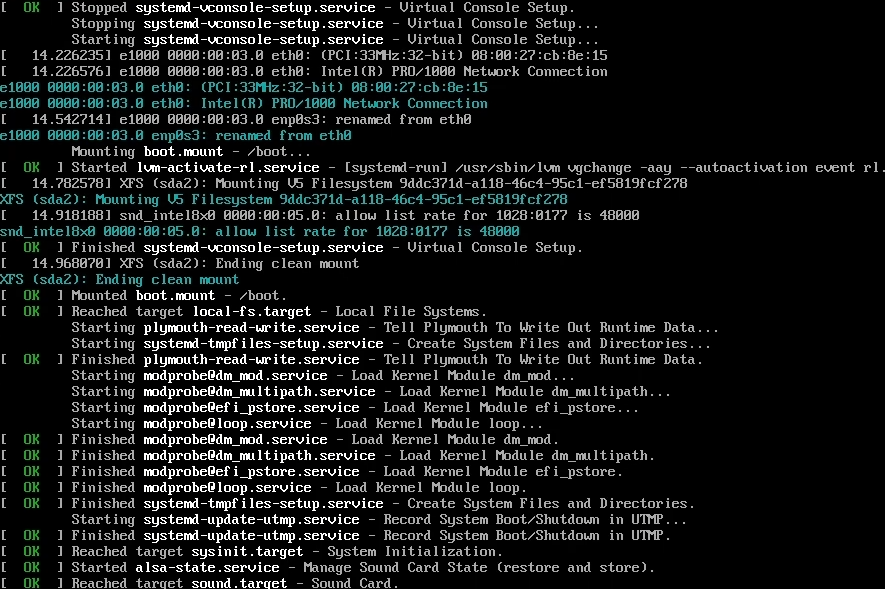 [  OK  ] Stopped systemd-vconsole-setup.service - Virtual Console Setup.
         Stopping systemd-vconsole-setup.service - Virtual Console Setup...
         Starting systemd-vconsole-setup.service - Virtual Console Setup...
[   14.226235] e1000 0000:00:03.0 eth0: (PCI:33MHz:32-bit) 08:00:27:cb:8e:15
[   14.226576] e1000 0000:00:03.0 eth0: Intel(R) PRO/1000 Network Connection
e1000 0000:00:03.0 eth0: (PCI:33MHz:32-bit) 08:00:27:cb:8e:15
e1000 0000:00:03.0 eth0: Intel(R) PRO/1000 Network Connection
[   14.542714] e1000 0000:00:03.0 enp0s3: renamed from eth0
e1000 0000:00:03.0 enp0s3: renamed from eth0
         Mounting boot.mount - /boot...
[  OK  ] Started lvm-activate-rl.service - [systemd-run] /usr/sbin/lvm vgchange -aay --autoactivation event rl.
[   14.782578] XFS (sda2): Mounting V5 Filesystem 9ddc371d-a118-46c4-95c1-ef5819fcf278
XFS (sda2): Mounting V5 Filesystem 9ddc371d-a118-46c4-95c1-ef5819fcf278
[   14.918188] snd_intel8x0 0000:00:05.0: allow list rate for 1028:0177 is 48000
snd_intel8x0 0000:00:05.0: allow list rate for 1028:0177 is 48000
[  OK  ] Finished systemd-vconsole-setup.service - Virtual Console Setup.
[   14.968070] XFS (sda2): Ending clean mount
XFS (sda2): Ending clean mount
[  OK  ] Mounted boot.mount - /boot.
[  OK  ] Reached target local-fs.target - Local File Systems.
         Starting plymouth-read-write.service - Tell Plymouth To Write Out Runtime Data...
         Starting systemd-tmpfiles-setup.service - Create System Files and Directories...
[  OK  ] Finished plymouth-read-write.service - Tell Plymouth To Write Out Runtime Data.
         Starting modprobe@dm_mod.service - Load Kernel Module dm_mod...
         Starting modprobe@dm_multipath.service - Load Kernel Module dm_multipath...
         Starting modprobe@efi_pstore.service - Load Kernel Module efi_pstore...
         Starting modprobe@loop.service - Load Kernel Module loop...
[  OK  ] Finished modprobe@dm_mod.service - Load Kernel Module dm_mod.
[  OK  ] Finished modprobe@dm_multipath.service - Load Kernel Module dm_multipath.
[  OK  ] Finished modprobe@efi_pstore.service - Load Kernel Module efi_pstore.
[  OK  ] Finished modprobe@loop.service - Load Kernel Module loop.
[  OK  ] Finished systemd-tmpfiles-setup.service - Create System Files and Directories.
         Starting systemd-update-utmp.service - Record System Boot/Shutdown in UTMP...
[  OK  ] Finished systemd-update-utmp.service - Record System Boot/Shutdown in UTMP.
[  OK  ] Reached target sysinit.target - System Initialization.
[  OK  ] Started alsa-state.service - Manage Sound Card State (restore and store).
[  OK  ] Reached target sound.target - Sound Card.